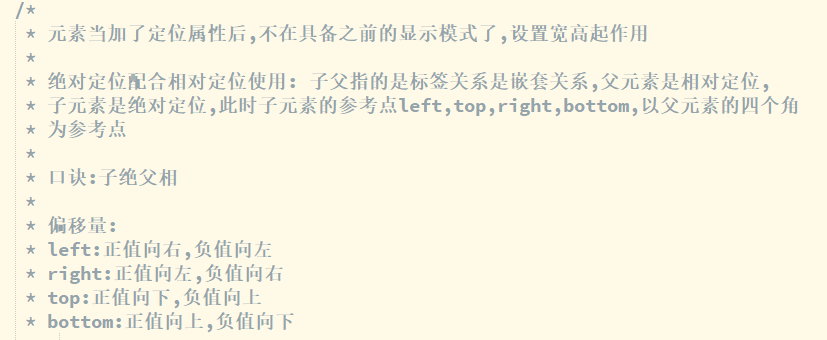 /*
* 元素当加了定位属性后,不在具备之前的显示模式了,设置宽高起作用
*
* 绝对定位配合相对定位使用: 子父指的是标签关系是嵌套关系,父元素是相对定位,
* 子元素是绝对定位,此时子元素的参考点left,top,right,bottom,以父元素的四个角
* 为参考点
*
* 口诀:子绝父相
*
* 偏移量:
* left:正值向右,负值向左
* right:正值向左,负值向右
* top:正值向下,负值向上
* bottom:正值向上,负值向下